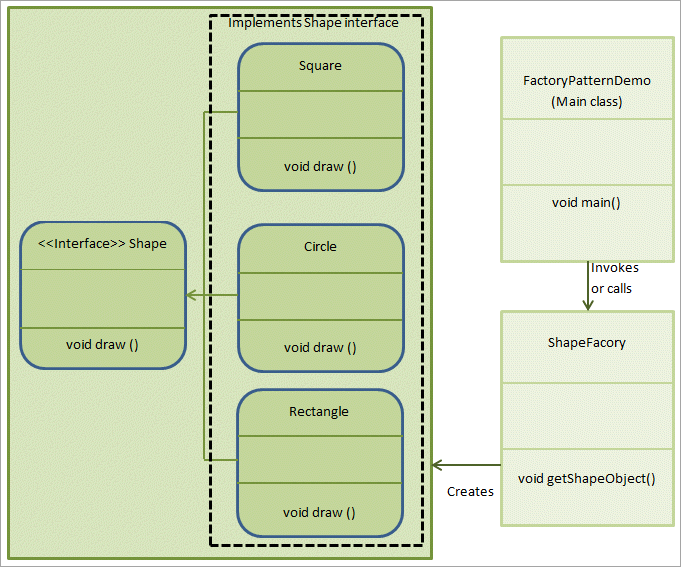 Implements Shape interface
Square
void draw ()
<<Interface>> Shape
void draw ()
Circle
void draw ()
Rectangle
void draw ()
FactoryPatternDemo
(Main class)
void main()
Invokes
or calls
ShapeFacory
void getShapeObject()
Creates